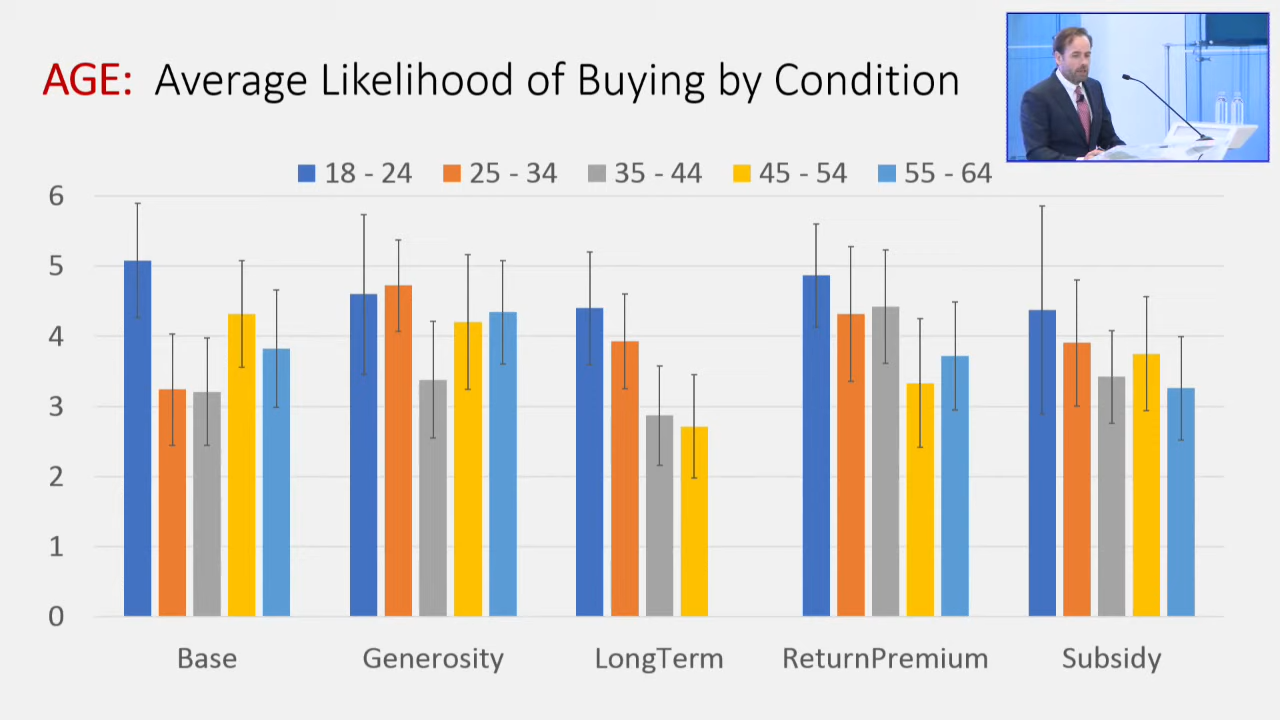 AGE: Average Likelihood of Buying by Condition
18 - 24 25 - 34 35 - 44 45 - 54 55 - 64
6
5
4
3
2
1
0
Base Generosity LongTerm ReturnPremium Subsidy